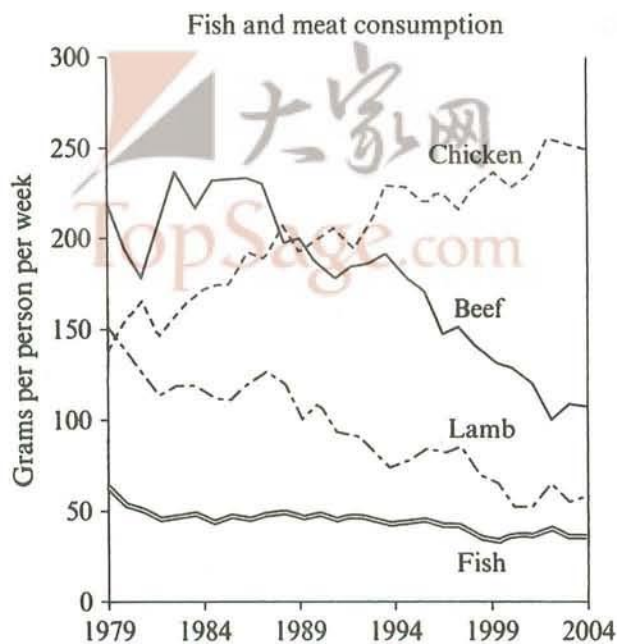 Fish and meat consumption
Grams per person per week
300
250
200
150
100
50
0
大家网
TopSage.com
Chicken
Beef
Lamb
Fish
1979 1984 1989 1994 1999 2004